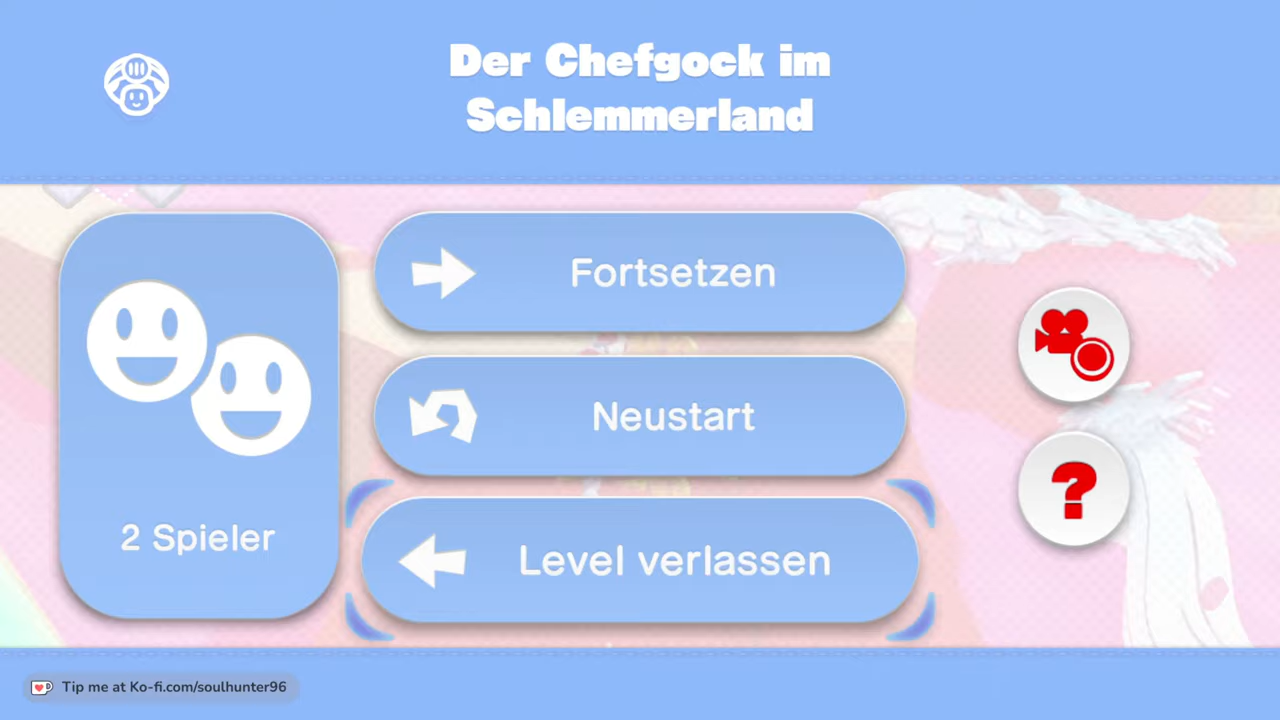 Der Chefgock im
Schlemmerland
Fortsetzen
Neustart
2 Spieler
Level verlassen
?
Tip me at Ko-fi.com/soulhunter96